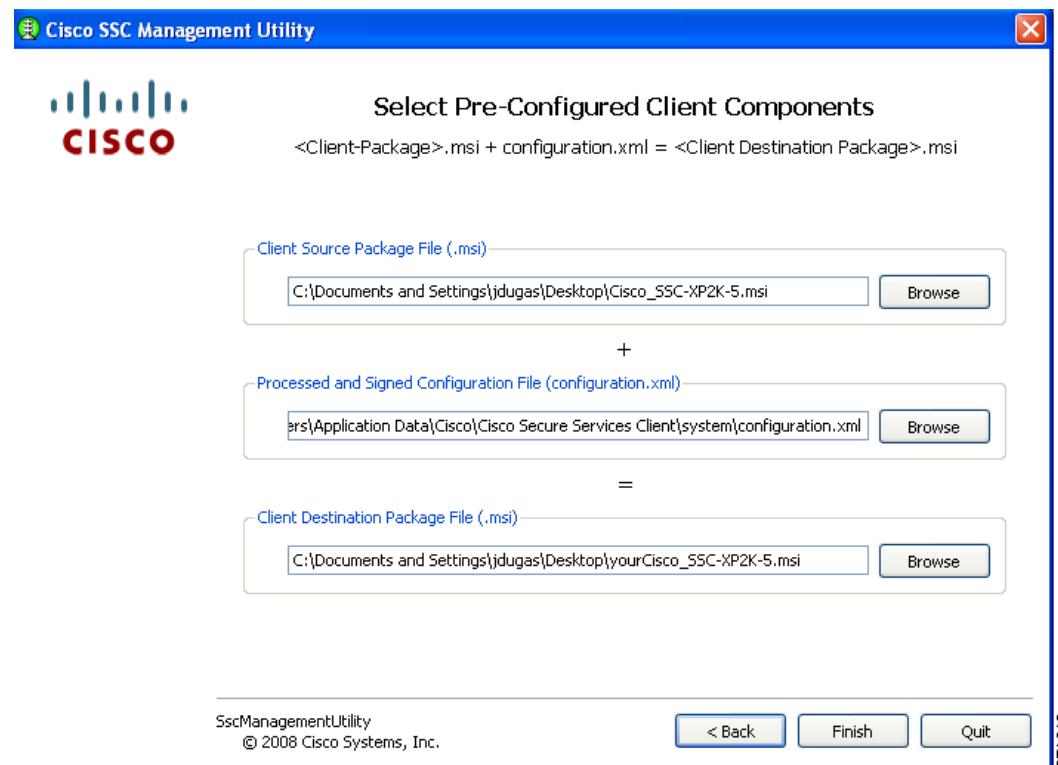 Cisco SSC Management Utility
CISCO
Select Pre-Configured Client Components
<Client-Package>.msi + configuration.xml = <Client Destination Package>.msi
Client Source Package File (.msi)
C:\Documents and Settings\jdugas\Desktop\Cisco_SSC-XP2K-5.msi
Browse
+
Processed and Signed Configuration File (configuration.xml)
ers\Application Data\Cisco\Cisco Secure Services Client\system\configuration.xml
Browse
=
Client Destination Package File (.msi)
C:\Documents and Settings\jdugas\Desktop\yourCisco_SSC-XP2K-5.msi
Browse
SscManagementUtility
© 2008 Cisco Systems, Inc.
< Back
Finish
Quit